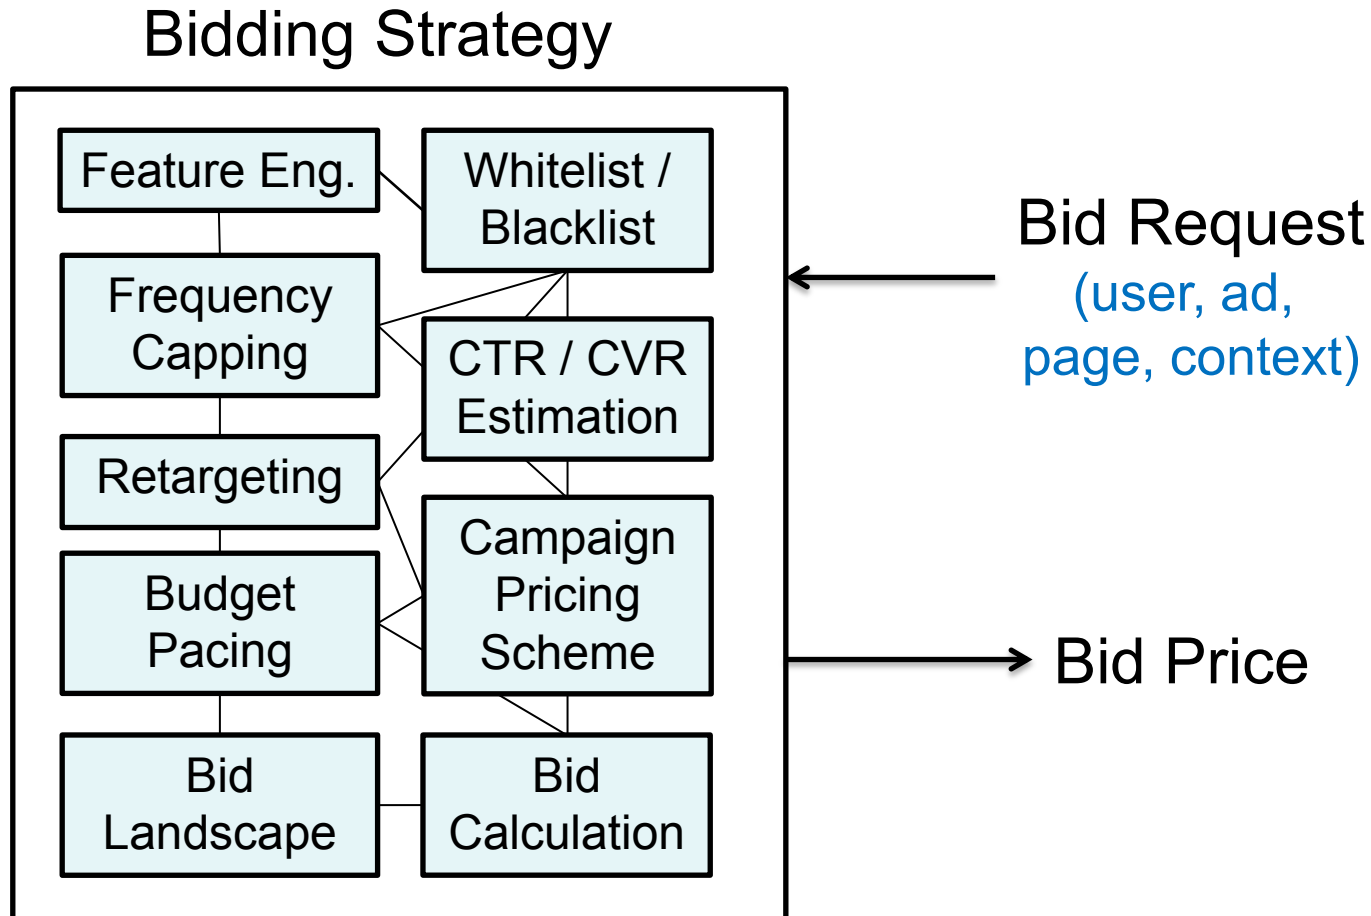 Bidding Strategy
Feature Eng.
Whitelist /
Blacklist
Frequency
Capping
CTR / CVR
Estimation
Retargeting
Campaign
Pricing
Scheme
Budget
Pacing
Bid
Landscape
Bid
Calculation
Bid Request
(user, ad,
page, context)
Bid Price